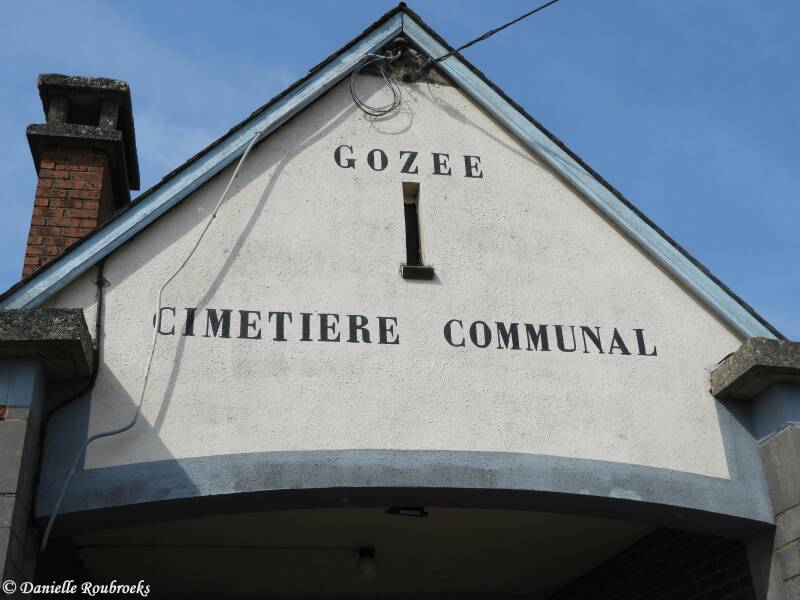 GOZEE
CIMETIERE COMMUNAL
© Danielle Roubroeks